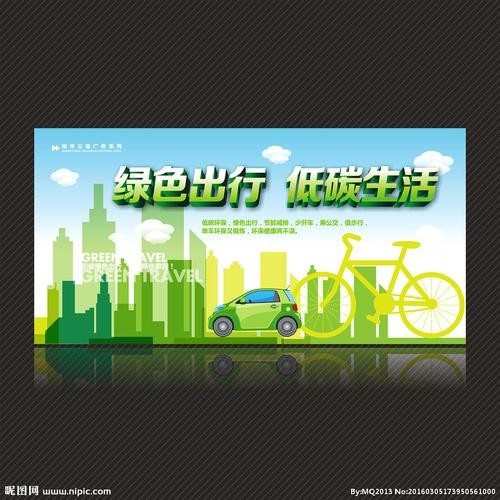 城市公益广告系列
绿色出行 低碳生活
低碳环保，绿色出行，节能减排，少开车，乘公交，借步行，
单车环保又锻炼，环保健康两不误。
GREEN TRAVEL
GREEN TRAVEL
昵图网 www.nipic.com
By:MQ2013 No:20160305173950561000